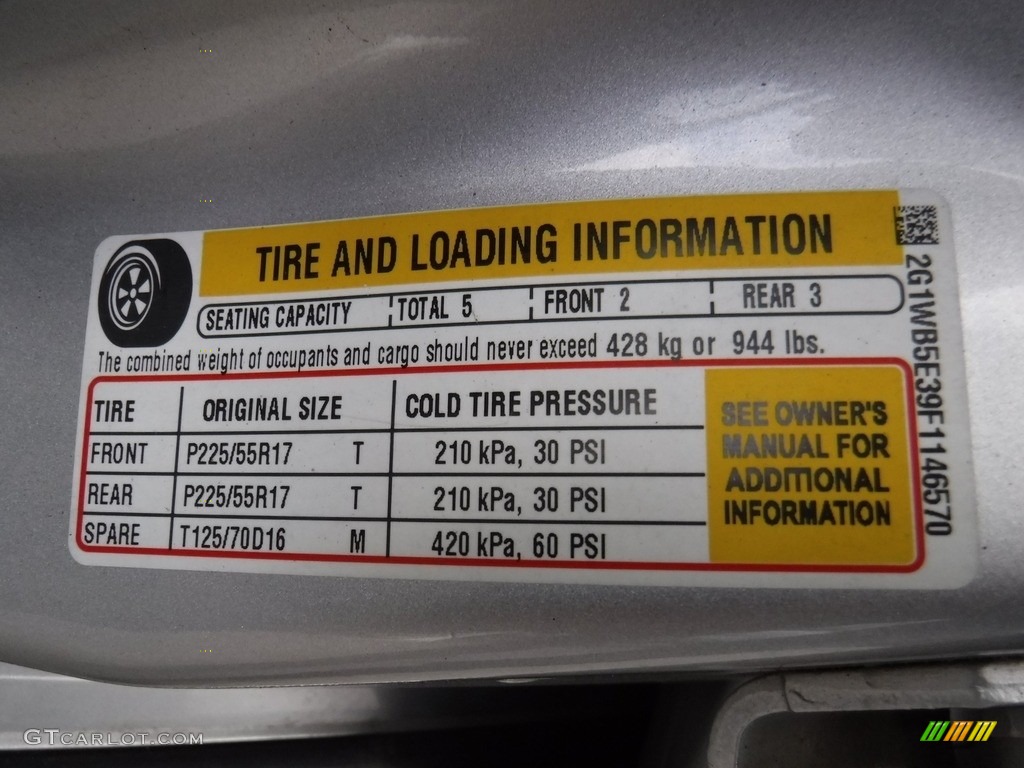 TIRE AND LOADING INFORMATION
SEATING CAPACITY TOTAL 5 FRONT 2 REAR 3
The combined weight of occupants and cargo should never exceed 428 kg or 944 lbs.
TIRE ORIGINAL SIZE COLD TIRE PRESSURE
FRONT P225/55R17 T 210 kPa, 30 PSI
REAR P225/55R17 T 210 kPa, 30 PSI
SPARE T125/70D16 M 420 kPa, 60 PSI
SEE OWNER'S
MANUAL FOR
ADDITIONAL
INFORMATION
2G1WB5E39F1146570
GTCARLOT.COM